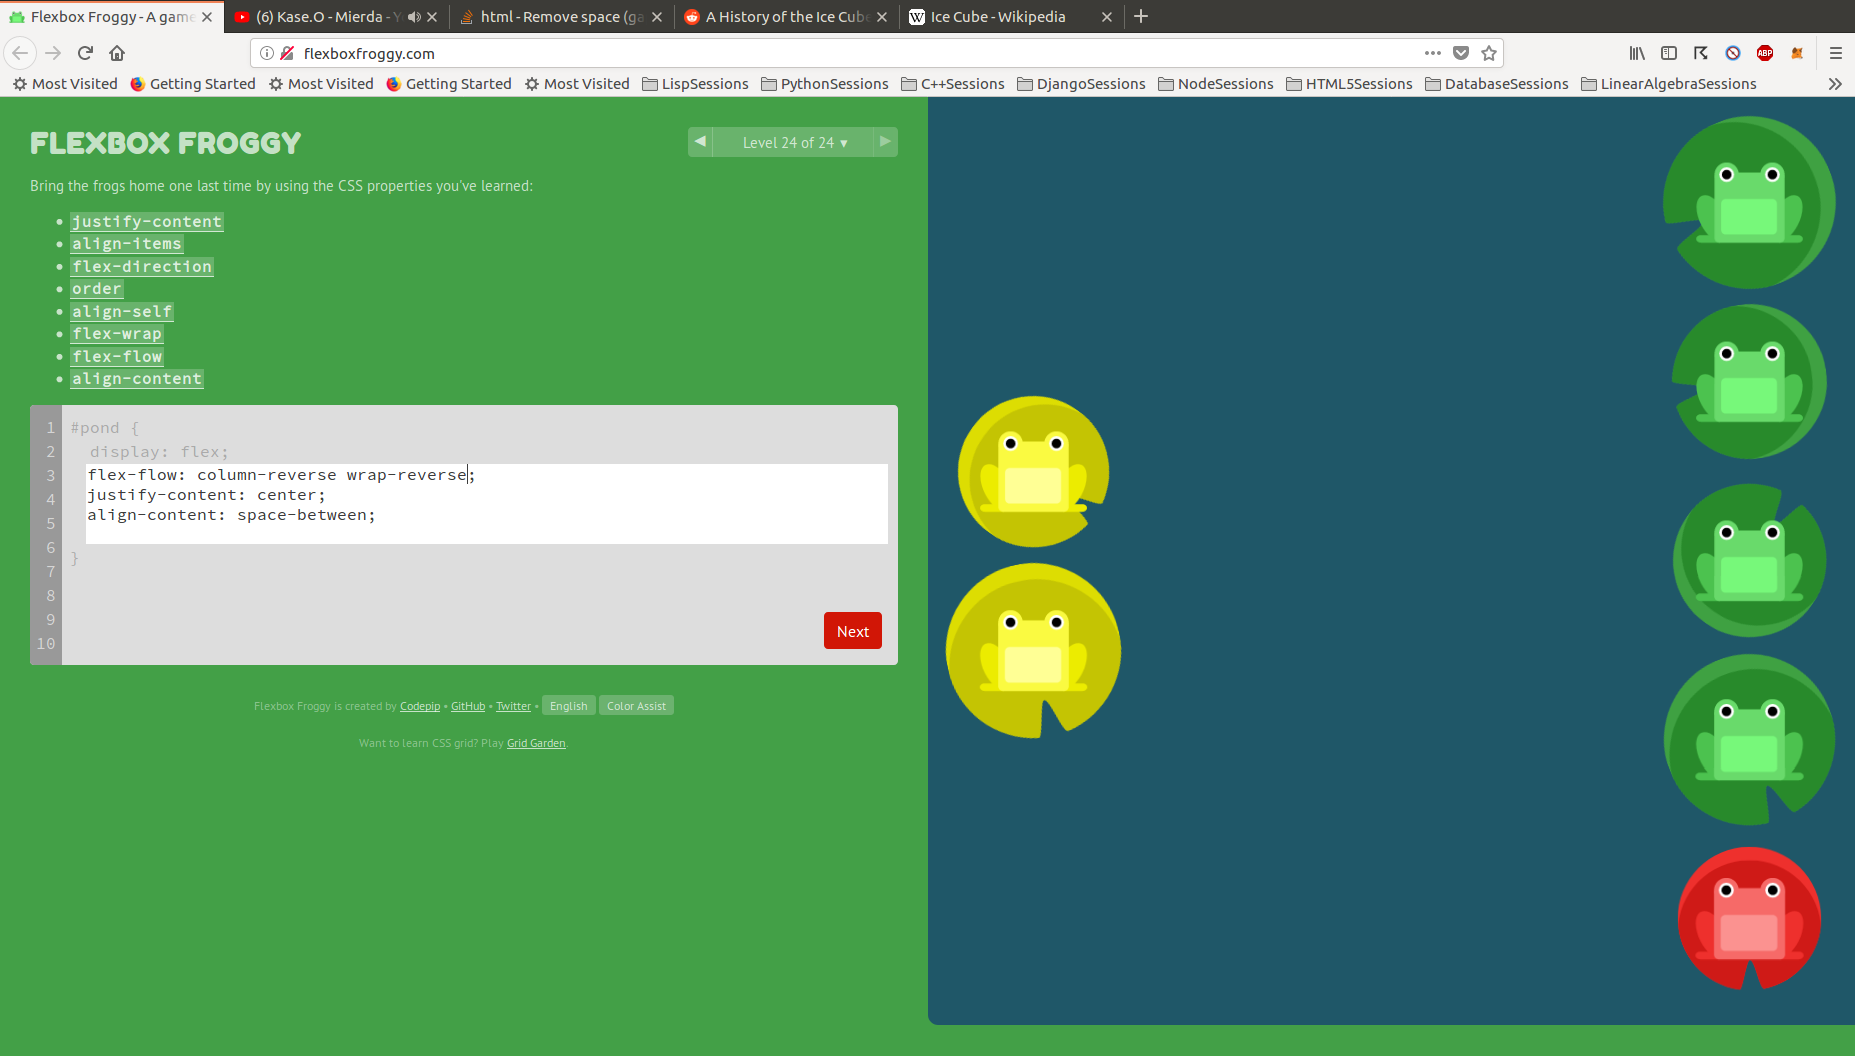 Flexbox Froggy - A game
(6) Kase.O - Mierda - Y
html - Remove space (ga
A History of the Ice Cube
Ice Cube - Wikipedia
flexboxfroggy.com
ABP
Most Visited
Getting Started
Most Visited
Getting Started
Most Visited
LispSessions
PythonSessions
C++Sessions
DjangoSessions
NodeSessions
HTML5Sessions
DatabaseSessions
LinearAlgebraSessions
FLEXBOX FROGGY
Level 24 of 24 ▾
Bring the frogs home one last time by using the CSS properties you've learned:
• justify-content
• align-items
• flex-direction
• order
• align-self
• flex-wrap
• flex-flow
• align-content
1 #pond {
2 display: flex;
3 flex-flow: column-reverse wrap-reverse;
4 justify-content: center;
5 align-content: space-between;
6 }
7
8
9
10
Next
Flexbox Froggy is created by Codepip • GitHub • Twitter • English Color Assist
Want to learn CSS grid? Play Grid Garden.